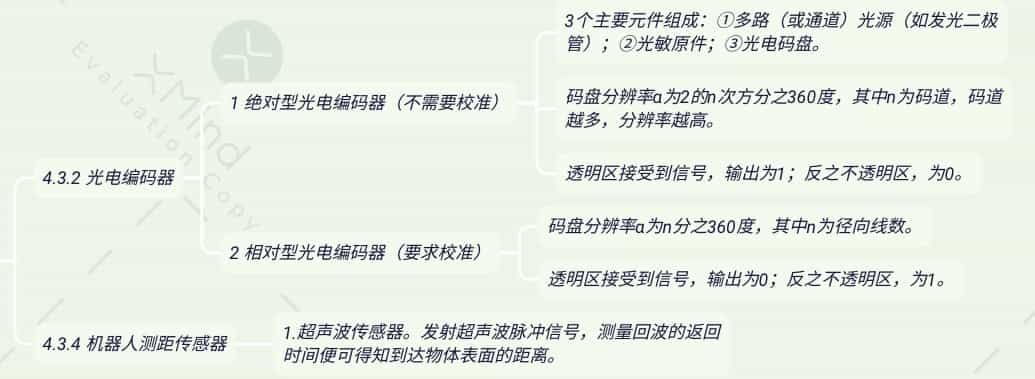 3个主要元件组成：①多路（或通道）光源（如发光二极
管）；②光敏原件；③光电码盘。
1 绝对型光电编码器（不需要校准）
码盘分辨率α为2的n次方分之360度，其中n为码道，码道
越多，分辨率越高。
透明区接受到信号，输出为1；反之不透明区，为0。
4.3.2 光电编码器
码盘分辨率α为n分之360度，其中n为径向线数。
2 相对型光电编码器（要求校准）
透明区接受到信号，输出为0；反之不透明区，为1。
4.3.4 机器人测距传感器
1.超声波传感器。发射超声波脉冲信号，测量回波的返回
时间便可得知到达物体表面的距离。
XMind
Evaluation Copy